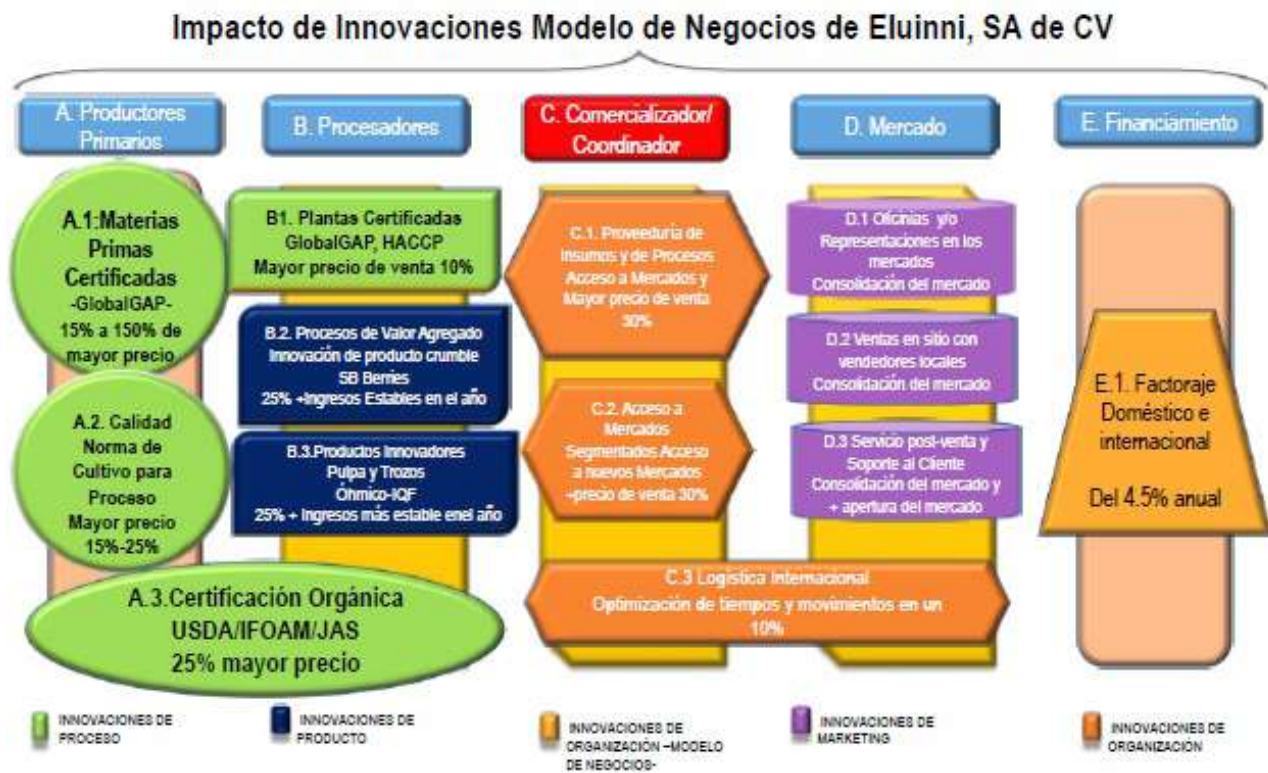 Impacto de Innovaciones Modelo de Negocios de Eluinni, SA de CV
A. Productores
Primarios
B. Procesadores
C. Comercializador/
Coordinador
D. Mercado
E. Financiamiento
A.1:Materias
Primas
Certificadas
-GlobalGAP-
15% a 150% de
mayor precio
A.2. Calidad
Norma de
Cultivo para
Proceso
Mayor precio
15%-25%
A.3.Certificación Orgánica
USDA/IFOAM/JAS
25% mayor precio
B1. Plantas Certificadas
GlobalGAP, HACCP
Mayor precio de venta 10%
B.2. Procesos de Valor Agregado
Innovación de producto crumble
SB Berries
25% +Ingresos Estables en el año
B.3.Productos Innovadores
Pulpa y Trozos
Óhmico-IQF
25% + Ingresos más estable enel año
C.1. Proveeduría de
Insumos y de Procesos
Acceso a Mercados y
Mayor precio de venta
30%
C.2. Acceso a
Mercados
Segmentados Acceso
a nuevos Mercados
+precio de venta 30%
C.3 Logística Internacional
Optimización de tiempos y movimientos en un
10%
D.1 Oficinias y/o
Representaciones en los
mercados
Consolidación del mercado
D.2 Ventas en sitio con
vendedores locales
Consolidación del mercado
D.3 Servicio post-venta y
Soporte al Cliente
Consolidación del mercado y
+ apertura del mercado
E.1. Factoraje
Doméstico e
internacional
Del 4.5% anual
INNOVACIONES DE
PROCESO
INNOVACIONES DE
PRODUCTO
INNOVACIONES DE
ORGANIZACIÓN –MODELO
DE NEGOCIOS-
INNOVACIONES DE
MARKETING
INNOVACIONES DE
ORGANIZACIÓN